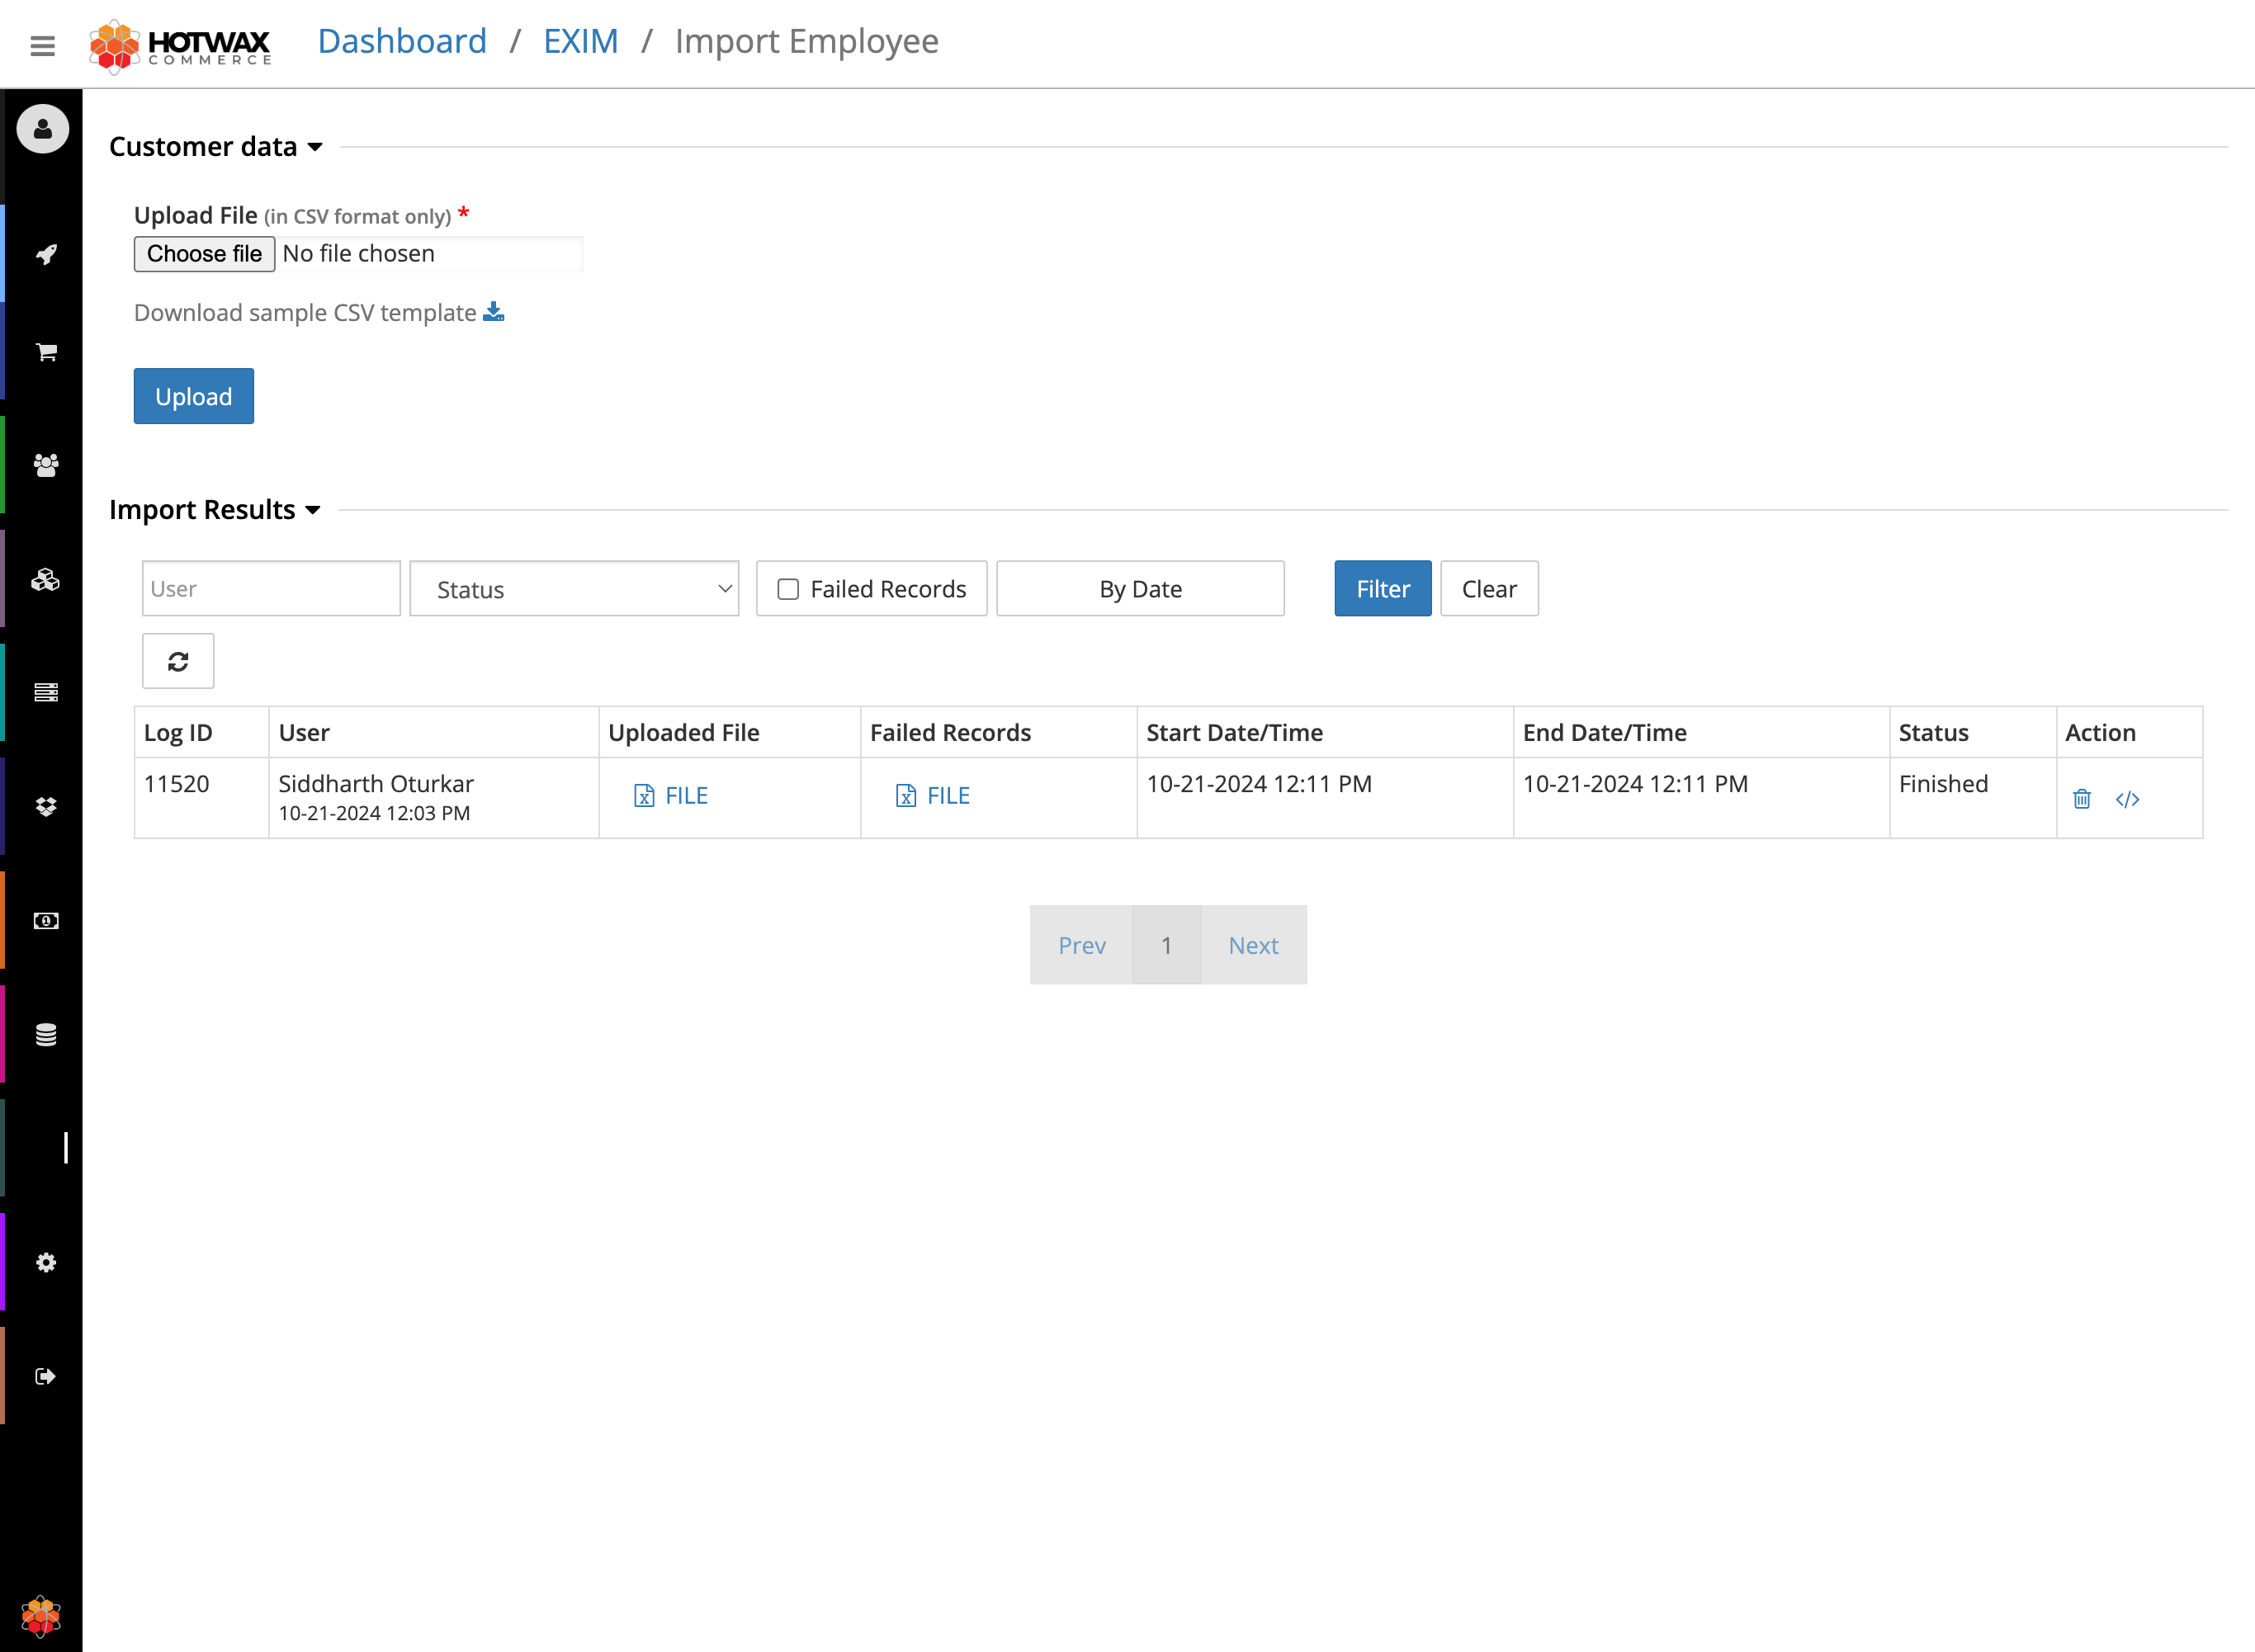 HOTWAX
COMMERCE
Dashboard / EXIM / Import Employee
Customer data
Upload File (in CSV format only) *
Choose file No file chosen
Download sample CSV template
Upload
Import Results
User Status Failed Records By Date Filter Clear
Log ID User Uploaded File Failed Records Start Date/Time End Date/Time Status Action
11520 Siddharth Oturkar FILE FILE 10-21-2024 12:11 PM 10-21-2024 12:11 PM Finished
10-21-2024 12:03 PM
Prev 1 Next